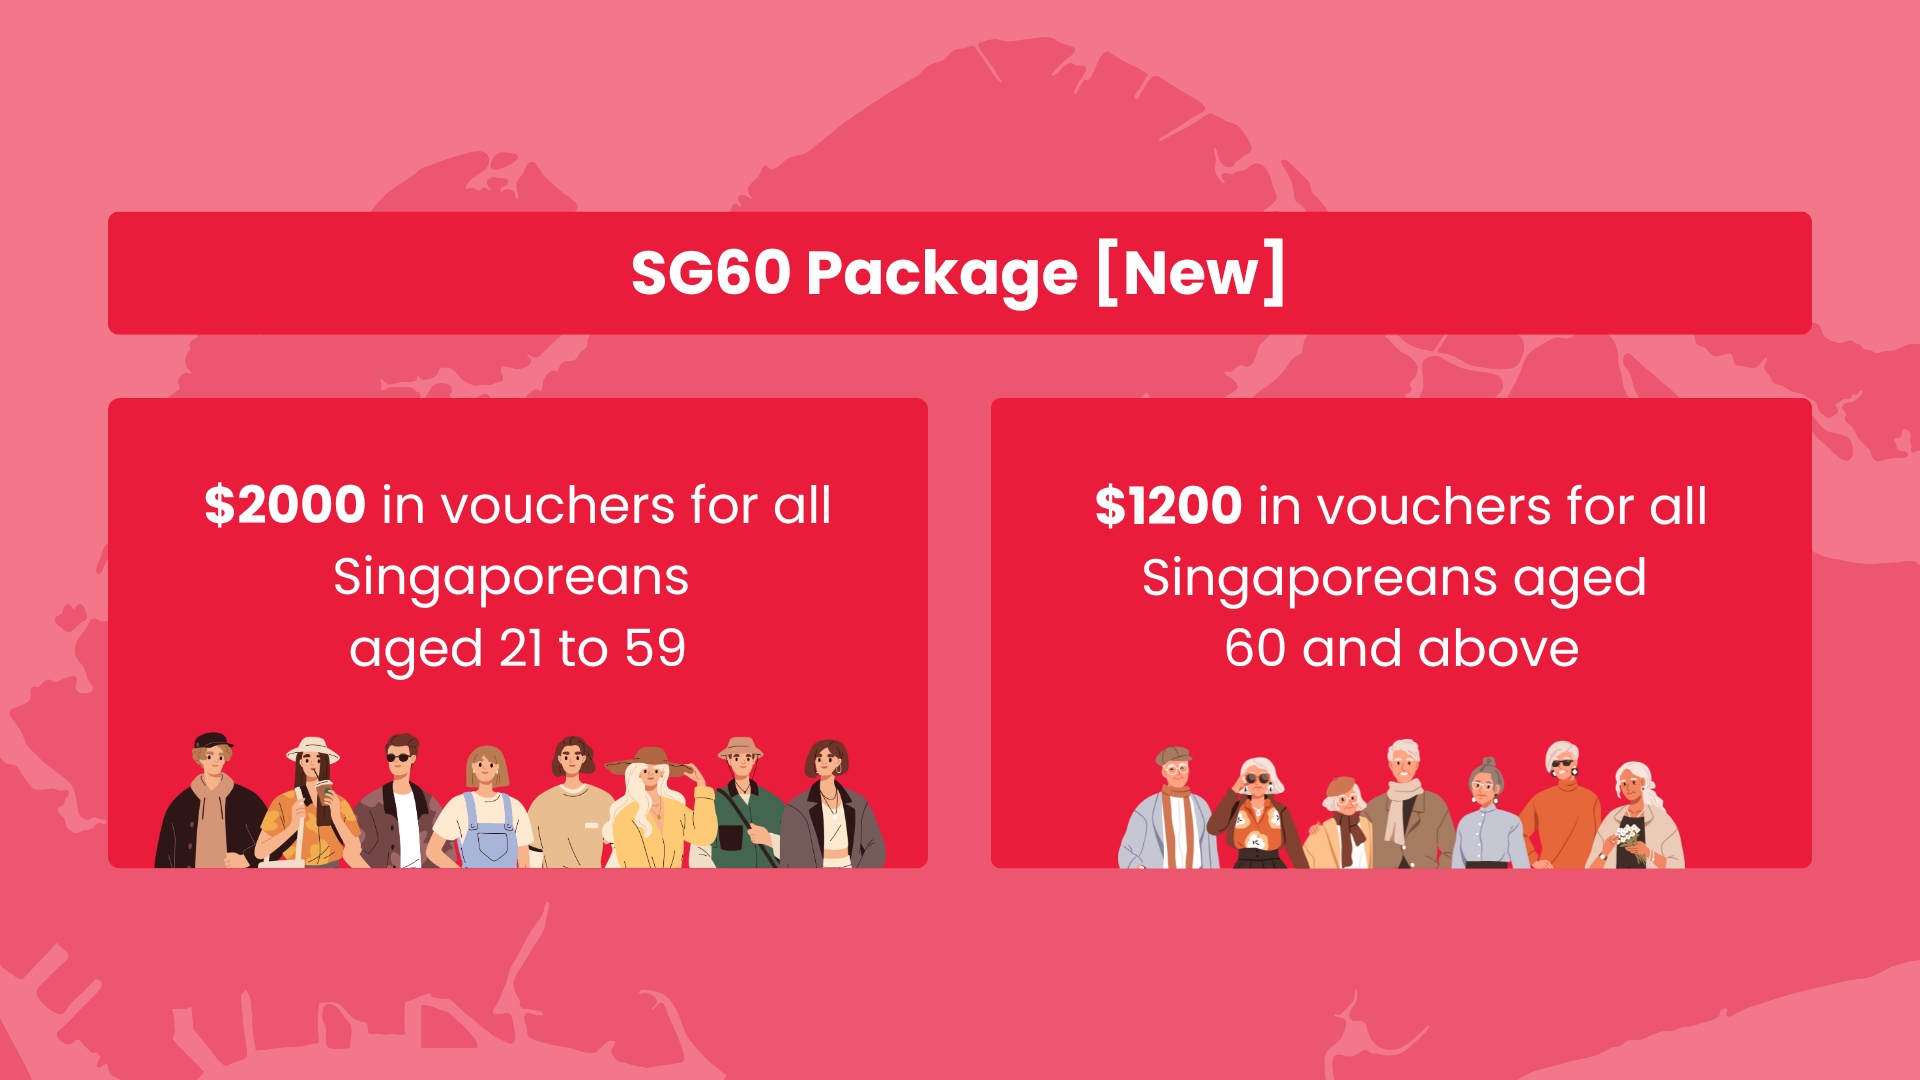 SG60 Package [New]
$2000 in vouchers for all
Singaporeans
aged 21 to 59
$1200 in vouchers for all
Singaporeans aged
60 and above